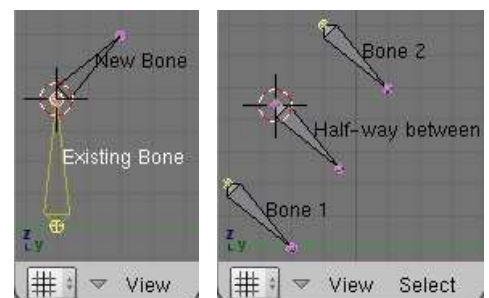 New Bone
Existing Bone
z
y
View
Bone 2
Half-way between
Bone 1
z
y
View Select